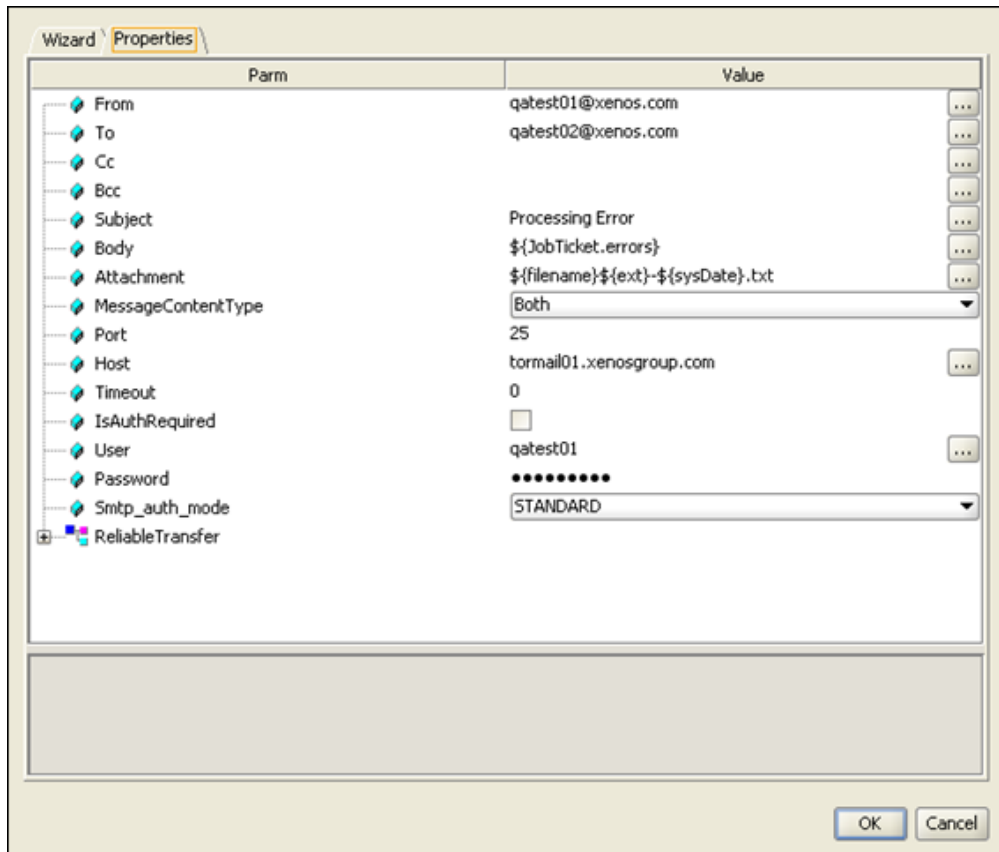 Wizard Properties
Parm Value
From qatest01@xenos.com ...
To qatest02@xenos.com ...
Cc ...
Bcc ...
Subject Processing Error ...
Body ${JobTicket.errors} ...
Attachment ${filename}${ext}-${sysDate}.txt ...
MessageContentType Both
Port 25
Host tormail01.xenosgroup.com ...
Timeout 0
IsAuthRequired
User qatest01 ...
Password •••••••••
Smtp_auth_mode STANDARD
ReliableTransfer
OK Cancel